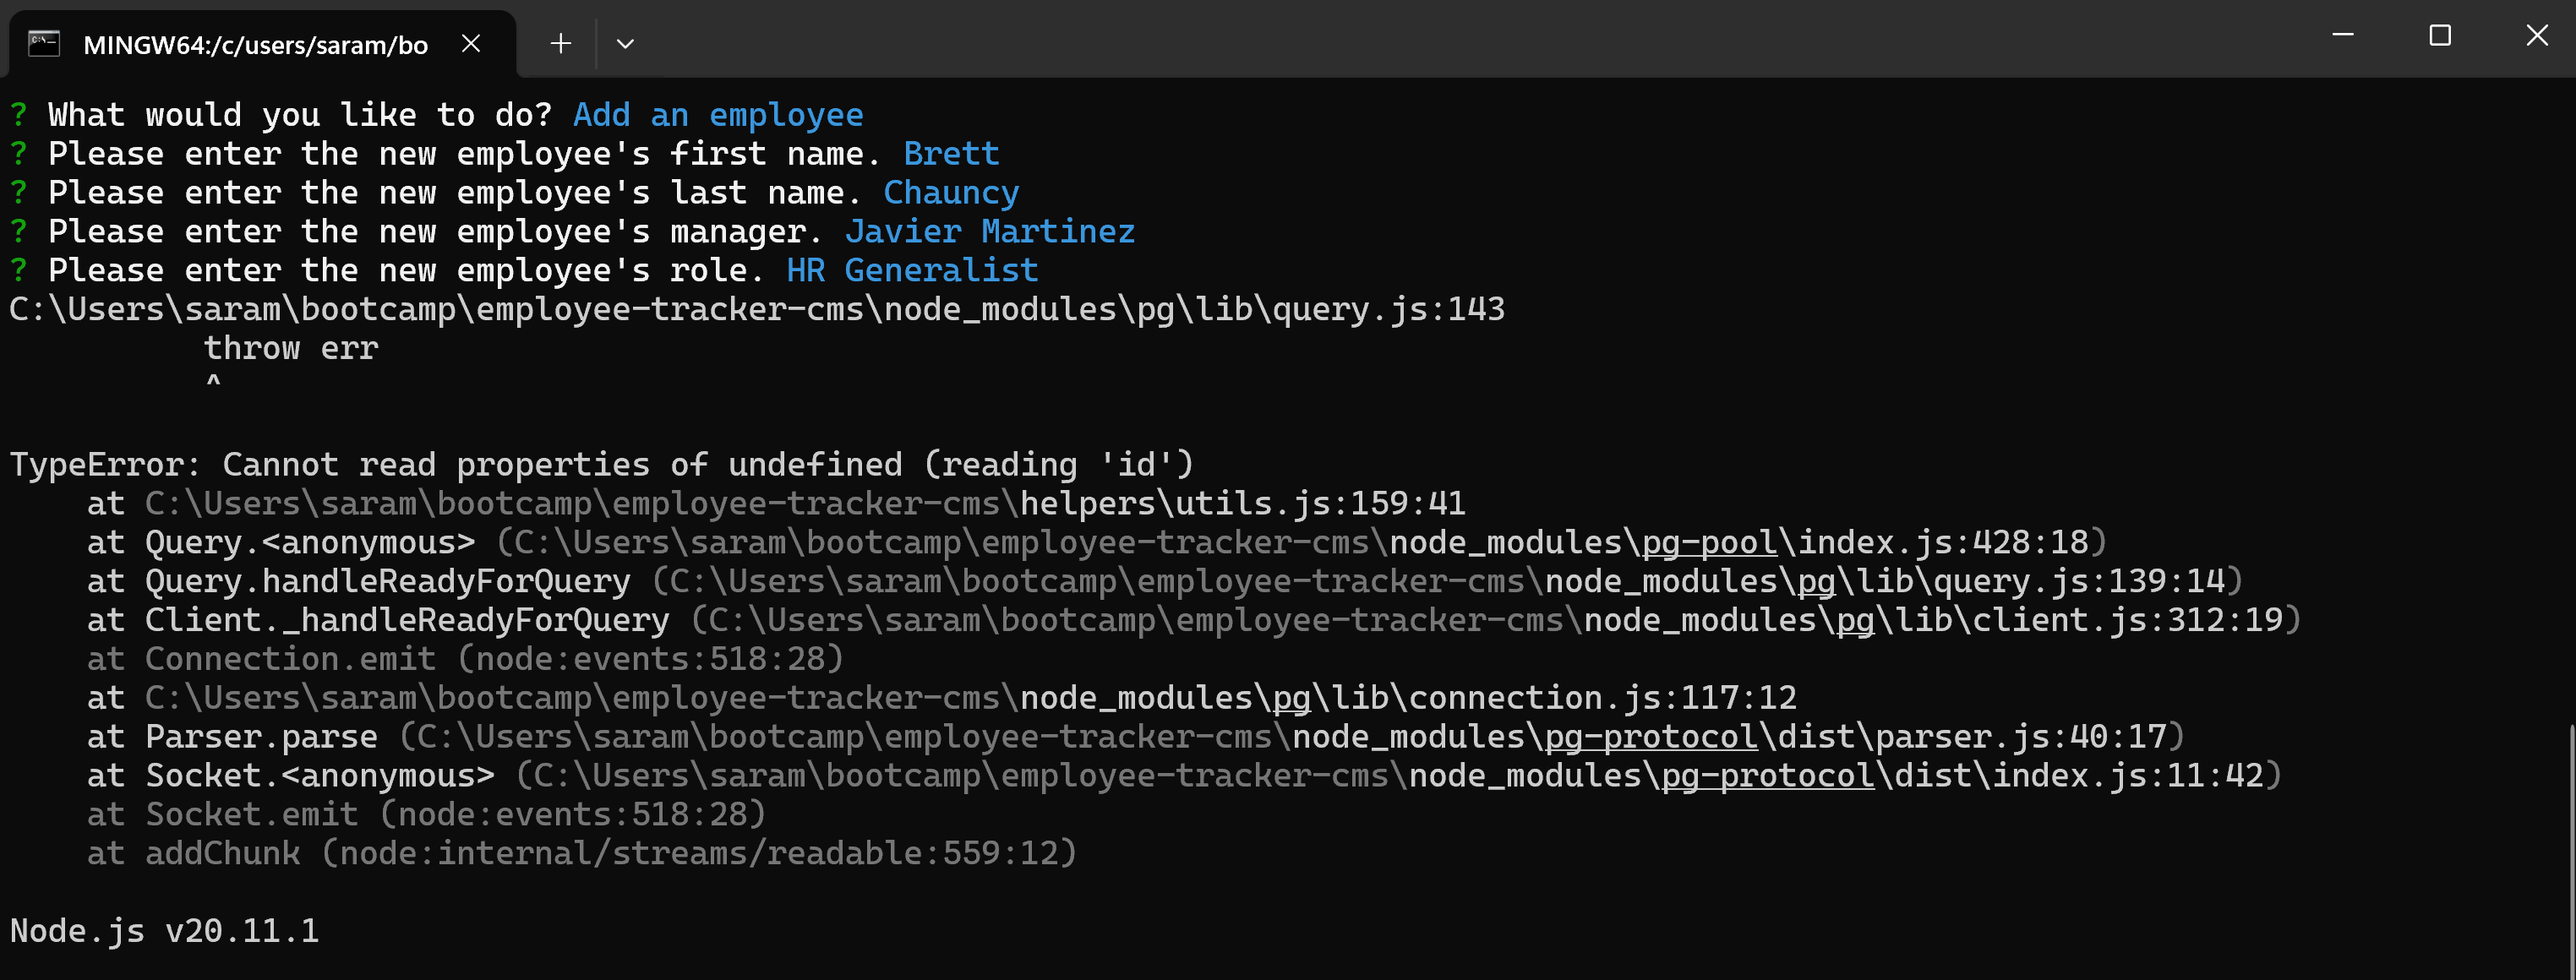 MINGW64:/c/users/saram/bo
? What would you like to do? Add an employee
? Please enter the new employee's first name. Brett
? Please enter the new employee's last name. Chauncy
? Please enter the new employee's manager. Javier Martinez
? Please enter the new employee's role. HR Generalist
C:\Users\saram\bootcamp\employee-tracker-cms\node_modules\pg\lib\query.js:143
          throw err
          ^

TypeError: Cannot read properties of undefined (reading 'id')
    at C:\Users\saram\bootcamp\employee-tracker-cms\helpers\utils.js:159:41
    at Query.<anonymous> (C:\Users\saram\bootcamp\employee-tracker-cms\node_modules\pg-pool\index.js:428:18)
    at Query.handleReadyForQuery (C:\Users\saram\bootcamp\employee-tracker-cms\node_modules\pg\lib\query.js:139:14)
    at Client._handleReadyForQuery (C:\Users\saram\bootcamp\employee-tracker-cms\node_modules\pg\lib\client.js:312:19)
    at Connection.emit (node:events:518:28)
    at C:\Users\saram\bootcamp\employee-tracker-cms\node_modules\pg\lib\connection.js:117:12
    at Parser.parse (C:\Users\saram\bootcamp\employee-tracker-cms\node_modules\pg-protocol\dist\parser.js:40:17)
    at Socket.<anonymous> (C:\Users\saram\bootcamp\employee-tracker-cms\node_modules\pg-protocol\dist\index.js:11:42)
    at Socket.emit (node:events:518:28)
    at addChunk (node:internal/streams/readable:559:12)

Node.js v20.11.1